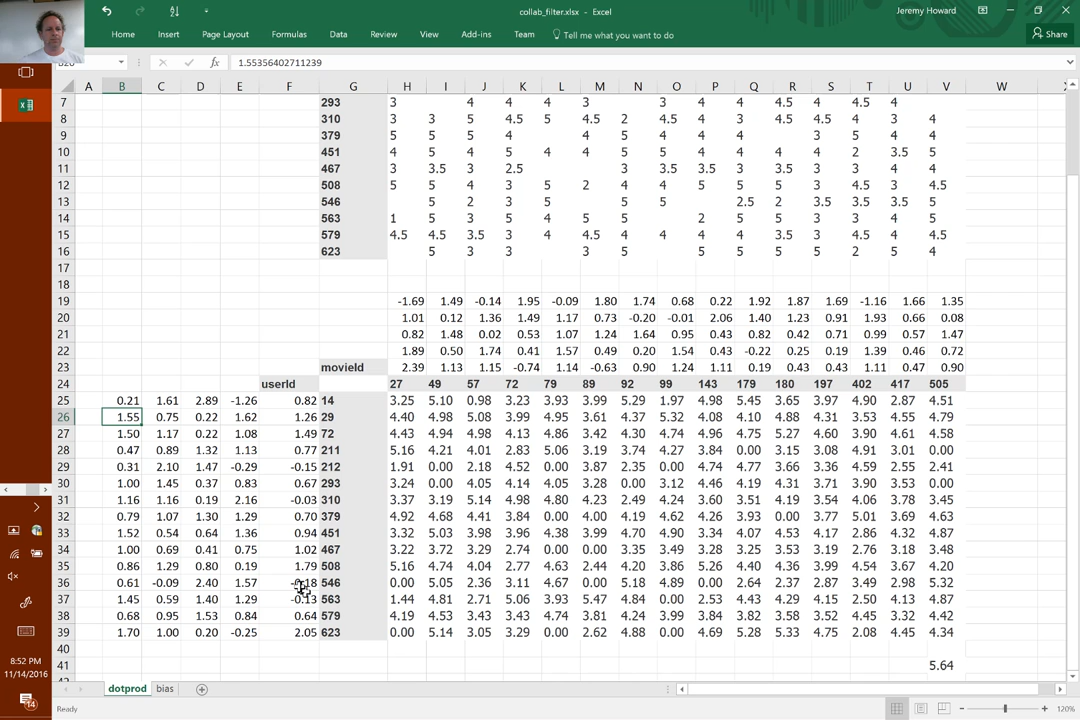 collab_filter.xlsx - Excel
Jeremy Howard
Home Insert Page Layout Formulas Data Review View Add-ins Team Tell me what you want to do Share
fx 1.55356402711239
A B C D E F G H I J K L M N O P Q R S T U V W
7 293 3 4 4 4 3 3 4 4 4.5 4 4.5 4
8 310 3 3 5 4.5 5 4.5 2 4.5 4 3 4.5 4.5 4 3 4
9 379 5 5 5 4 4 5 4 4 4 3 5 4 4
10 451 4 5 4 5 4 4 5 5 4 4 4 4 2 3.5 5
11 467 3 3.5 3 2.5 3 3 3.5 3.5 3 3.5 3 3 4 4
12 508 5 5 4 3 5 2 4 4 5 5 5 3 4.5 3 4.5
13 546 5 2 3 5 5 5 2.5 2 3.5 3.5 3.5 5
14 563 1 5 3 5 4 5 5 2 5 5 3 3 4 5
15 579 4.5 4.5 3.5 3 4 4.5 4 4 4 4 3.5 3 4.5 4 4.5
16 623 5 3 3 3 5 5 5 5 5 2 5 4
17
18
19 -1.69 1.49 -0.14 1.95 -0.09 1.80 1.74 0.68 0.22 1.92 1.87 1.69 -1.16 1.66 1.35
20 1.01 0.12 1.36 1.49 1.17 0.73 -0.20 -0.01 2.06 1.40 1.23 0.91 1.93 0.66 0.08
21 0.82 1.48 0.02 0.53 1.07 1.24 1.64 0.95 0.43 0.82 0.42 0.71 0.99 0.57 1.47
22 1.89 0.50 1.74 0.41 1.57 0.49 0.20 1.54 0.43 -0.22 0.25 0.19 1.39 0.46 0.72
23 movieId 2.39 1.13 1.15 -0.74 1.14 -0.63 0.90 1.24 1.11 0.19 0.43 0.43 1.11 0.47 0.90
24 userId 27 49 57 72 79 89 92 99 143 179 180 197 402 417 505
25 0.21 1.61 2.89 -1.26 0.82 14 3.25 5.10 0.98 3.23 3.93 3.99 5.29 1.97 4.98 5.45 3.65 3.97 4.90 2.87 4.51
26 1.55 0.75 0.22 1.62 1.26 29 4.40 4.98 5.08 3.99 4.95 3.61 4.37 5.32 4.08 4.10 4.88 4.31 3.53 4.55 4.79
27 1.50 1.17 0.22 1.08 1.49 72 4.43 4.94 4.98 4.13 4.86 3.42 4.30 4.74 4.96 4.75 5.27 4.60 3.90 4.61 4.58
28 0.47 0.89 1.32 1.13 0.77 211 5.16 4.21 4.01 2.83 5.06 3.19 3.74 4.27 3.84 0.00 3.15 3.08 4.91 3.01 0.00
29 0.31 2.10 1.47 -0.29 -0.15 212 1.91 0.00 2.18 4.52 0.00 3.87 2.35 0.00 4.74 4.77 3.66 3.36 4.59 2.55 2.41
30 1.00 1.45 0.37 0.83 0.67 293 3.24 0.00 4.05 4.14 4.05 3.28 0.00 3.12 4.46 4.19 4.31 3.71 3.90 3.53 0.00
31 1.16 1.16 0.19 2.16 -0.03 310 3.37 3.19 5.14 4.98 4.80 4.23 2.49 4.24 3.60 3.51 4.19 3.54 4.06 3.78 3.45
32 0.79 1.07 1.30 1.29 0.70 379 4.92 4.68 4.41 3.84 0.00 4.00 4.19 4.62 4.26 3.93 0.00 3.77 5.01 3.69 4.63
33 1.52 0.54 0.64 1.36 0.94 451 3.32 5.03 3.98 3.96 4.38 3.99 4.70 4.90 3.34 4.07 4.53 4.17 2.86 4.32 4.87
34 1.00 0.69 0.41 0.75 1.02 467 3.22 3.72 3.29 2.74 0.00 0.00 3.35 3.49 3.28 3.25 3.53 3.19 2.76 3.18 3.48
35 0.86 1.29 0.80 0.19 1.79 508 5.16 4.74 4.04 2.77 4.63 2.44 4.20 3.86 5.26 4.40 4.36 3.99 4.54 3.67 4.20
36 0.61 -0.09 2.40 1.57 -0.18 546 0.00 5.05 2.36 3.11 4.67 0.00 5.18 4.89 0.00 2.64 2.37 2.87 3.49 2.98 5.32
37 1.45 0.59 1.40 1.29 -0.13 563 1.44 4.81 2.71 5.06 3.93 5.47 4.84 0.00 2.53 4.43 4.29 4.15 2.50 4.13 4.87
38 0.68 0.95 1.53 0.84 0.64 579 4.19 4.53 3.43 3.43 4.74 3.81 4.24 3.99 3.84 3.82 3.58 3.52 4.45 3.32 4.42
39 1.70 1.00 0.20 -0.25 2.05 623 0.00 5.14 3.05 3.29 0.00 2.62 4.88 0.00 4.69 5.28 5.33 4.75 2.08 4.45 4.34
40
41 5.64
dotprod bias
8:52 PM
11/14/2016
14
Ready
120%